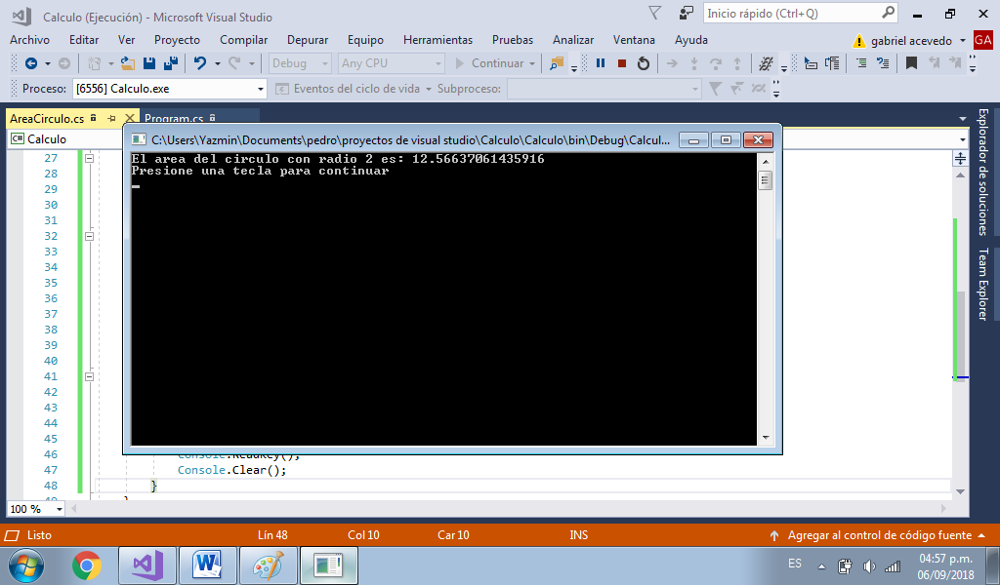 Calculo (Ejecución) - Microsoft Visual Studio
Inicio rápido (Ctrl+Q)
Archivo Editar Ver Proyecto Compilar Depurar Equipo Herramientas Pruebas Analizar Ventana Ayuda
gabriel acevedo GA
Debug Any CPU Continuar
Proceso: [6556] Calculo.exe Eventos del ciclo de vida Subproceso:
AreaCirculo.cs Program.cs
C# Calculo
C:\Users\Yazmin\Documents\pedro\proyectos de visual studio\Calculo\Calculo\bin\Debug\Calcul...
El area del circulo con radio 2 es: 12.56637061435916
Presione una tecla para continuar
Explorador de soluciones
Team Explorer
27
28
29
30
31
32
33
34
35
36
37
38
39
40
41
42
43
44
45
46 Console.ReadKey();
47 Console.Clear();
48 }
49 }
100 %
Listo Lín 48 Col 10 Car 10 INS Agregar al control de código fuente
ES 04:57 p.m.
06/09/2018